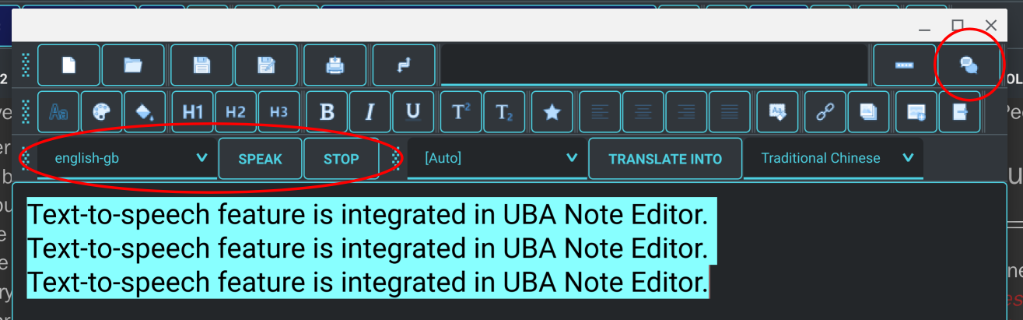 H1 H2 H3 B I U T² T₂
english-gb SPEAK STOP [Auto] TRANSLATE INTO Traditional Chinese
Text-to-speech feature is integrated in UBA Note Editor.
Text-to-speech feature is integrated in UBA Note Editor.
Text-to-speech feature is integrated in UBA Note Editor.